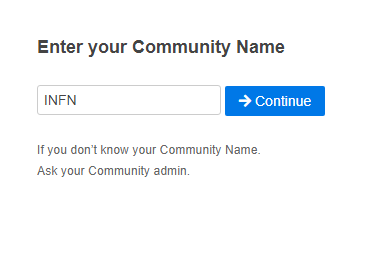 Enter your Community Name
INFN
Continue
If you don't know your Community Name.
Ask your Community admin.